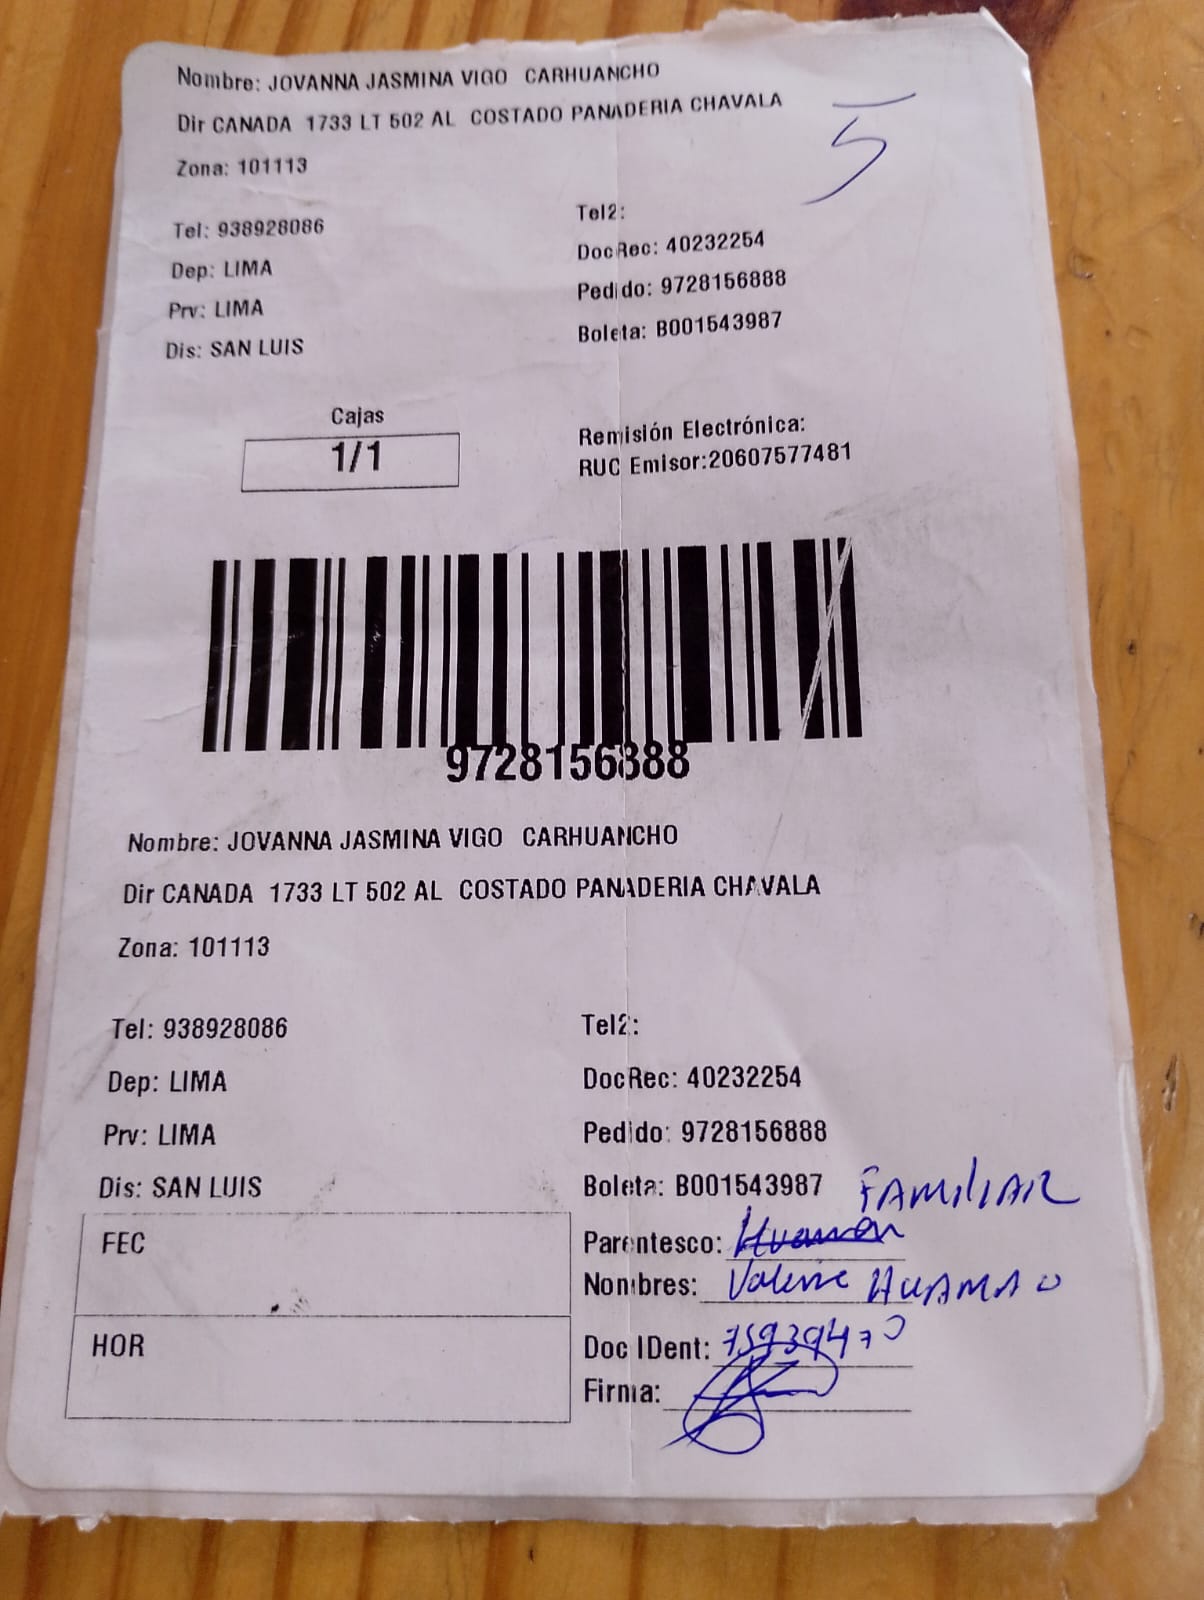 Nombre: JOVANNA JASMINA VIGO CARHUANCHO
Dir CANADA 1733 LT 502 AL COSTADO PANADERIA CHAVALA
5
Zona: 101113
Tel: 938928086
Tel2:
Dep: LIMA
DocRec: 40232254
Prv: LIMA
Pedido: 9728156888
Dis: SAN LUIS
Boleta: B001543987
Cajas
1/1
Remisión Electrónica:
RUC Emisor:20607577481
9728156888
Nombre: JOVANNA JASMINA VIGO CARHUANCHO
Dir CANADA 1733 LT 502 AL COSTADO PANADERIA CHAVALA
Zona: 101113
Tel: 938928086
Tel2:
Dep: LIMA
DocRec: 40232254
Prv: LIMA
Pedido: 9728156888
Dis: SAN LUIS
Boleta: B001543987
FAMILIAR
FEC
Parentesco:
Nombres:
HOR
Doc IDent: 75939470
Firma: